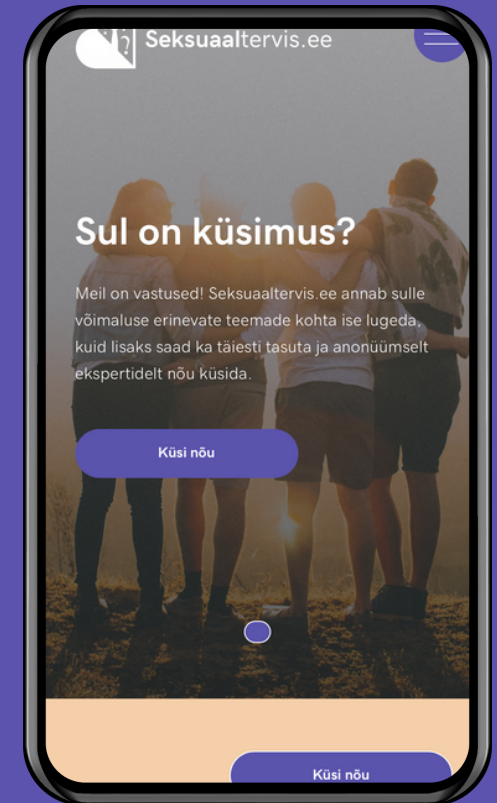 Seksuaaltervis.ee
Sul on küsimus?
Meil on vastused! Seksuaaltervis.ee annab sulle
võimaluse erinevate teemade kohta ise lugeda,
kuid lisaks saad ka täiesti tasuta ja anonüümselt
ekspertidelt nõu küsida.
Küsi nõu
Küsi nõu